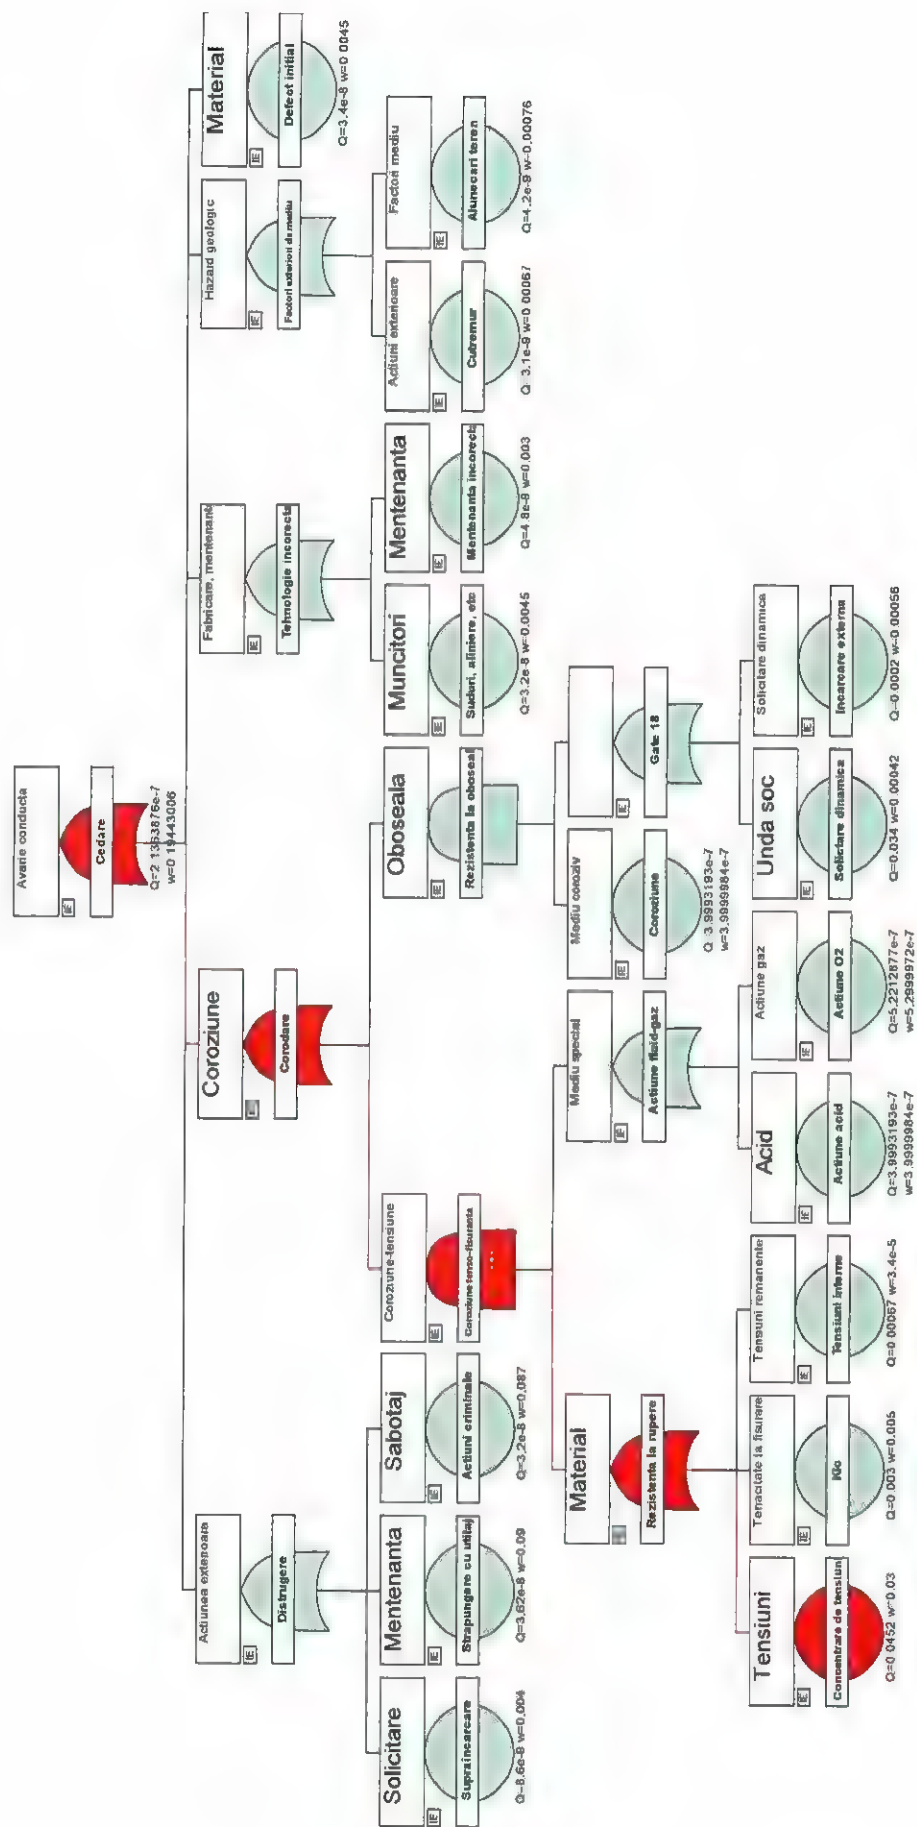 Avarie conducta
Cedare
Q=2.1363876e-7
w=0.19443006
Actiunea exterioara
Distrugere
Coroziune
Corodare
Fabricare, mentenant
Tehnologie incorecta
Hazard geologic
Factori exteriori de mediu
Material
Defect initial
Q=3.4e-8 w=0.0045
Solicitare
Supraincarcare
Q=8.6e-9 w=0.004
Mentenanta
Strapungere cu utilaj
Q=3.62e-8 w=0.09
Sabotaj
Actiuni criminale
Q=3.2e-8 w=0.087
Coroziune-tensiune
Coroziune tenso-fisuranta
Oboseala
Rezistenta la oboseal
Muncitori
Suduri, aliniere, etc
Q=3.2e-8 w=0.0045
Mentenanta
Mentenanta incorecta
Q=4.8e-9 w=0.003
Actiuni exterioare
Cutremur
Q=3.1e-9 w=0.00067
Factori mediu
Alunecari teren
Q=4.2e-9 w=0.00076
Material
Rezistenta la rupere
Mediu special
Actiune fluid-gaz
Mediu coroziv
Coroziune
Q=3.9993193e-7
w=3.9999984e-7
Gate 18
Tensiuni
Concentrare de tensiuni
Q=0.0452 w=0.03
Tenacitate la fisurare
KIc
Q=0.003 w=0.005
Tensiuni remanente
Tensiuni interne
Q=0.00067 w=3.4e-5
Acid
Actiune acid
Q=3.9993193e-7
w=3.9999984e-7
Actiune gaz
Actiune O2
Q=5.2212877e-7
w=5.2999972e-7
Unda soc
Solicitare dinamica
Q=0.034 w=0.00042
Solicitare dinamica
Incarcare externa
Q=0.0002 w=0.00056